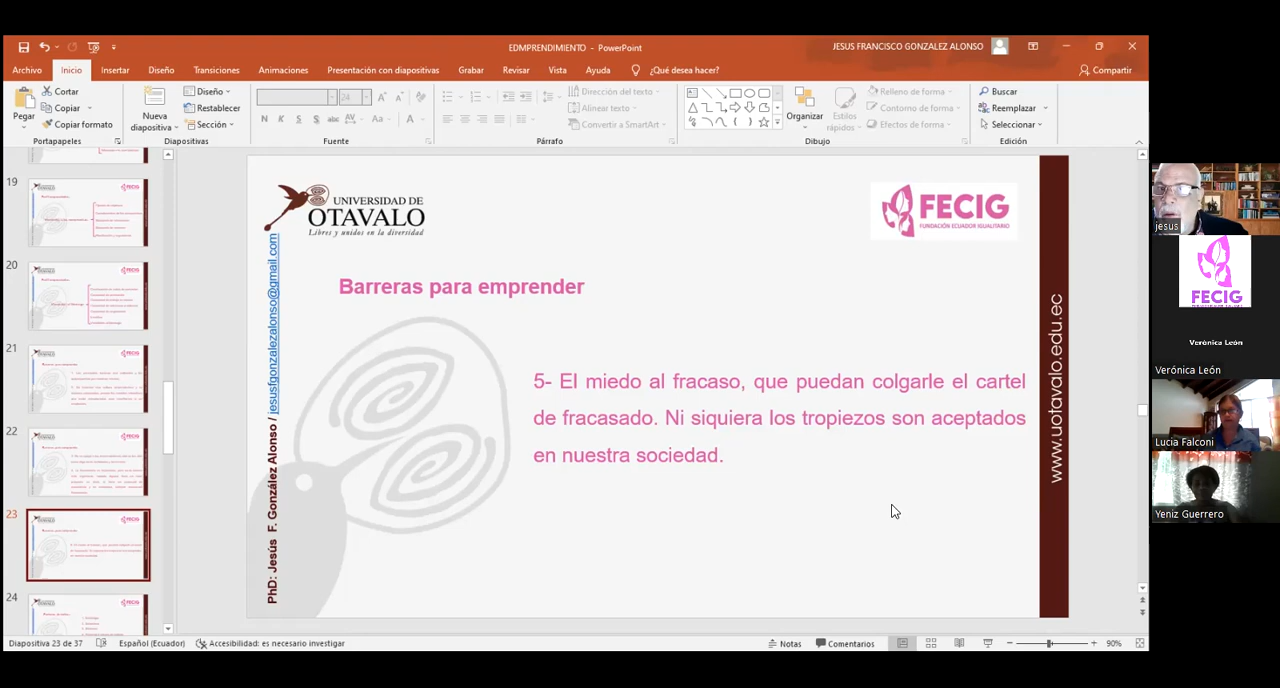 EDMPRENDIMIENTO - PowerPoint
JESUS FRANCISCO GONZALEZ ALONSO
Archivo
Inicio
Insertar
Diseño
Transiciones
Animaciones
Presentación con diapositivas
Grabar
Revisar
Vista
Ayuda
¿Qué desea hacer?
Compartir
Pegar
Cortar
Copiar
Copiar formato
Portapapeles
Nueva
diapositiva
Diseño
Restablecer
Sección
Diapositivas
24
N K S S abc AV Aa A
Fuente
Dirección del texto
Alinear texto
Convertir a SmartArt
Párrafo
Organizar
Estilos
rápidos
Relleno de forma
Contorno de forma
Efectos de forma
Dibujo
Buscar
Reemplazar
Seleccionar
Edición
19
20
21
22
23
24
UNIVERSIDAD DE
OTAVALO
Libres y unidos en la diversidad
FECIG
FUNDACIÓN ECUADOR IGUALITARIO
PhD: Jesús F. González Alonso / jesusfgonzalezalonso@gmail.com
Barreras para emprender
5- El miedo al fracaso, que puedan colgarle el cartel
de fracasado. Ni siquiera los tropiezos son aceptados
en nuestra sociedad.
www.uotavalo.edu.ec
jesus
FECIG
Verónica León
Verónica León
Lucia Falconi
Yeniz Guerrero
Diapositiva 23 de 37
Español (Ecuador)
Accesibilidad: es necesario investigar
Notas
Comentarios
90%